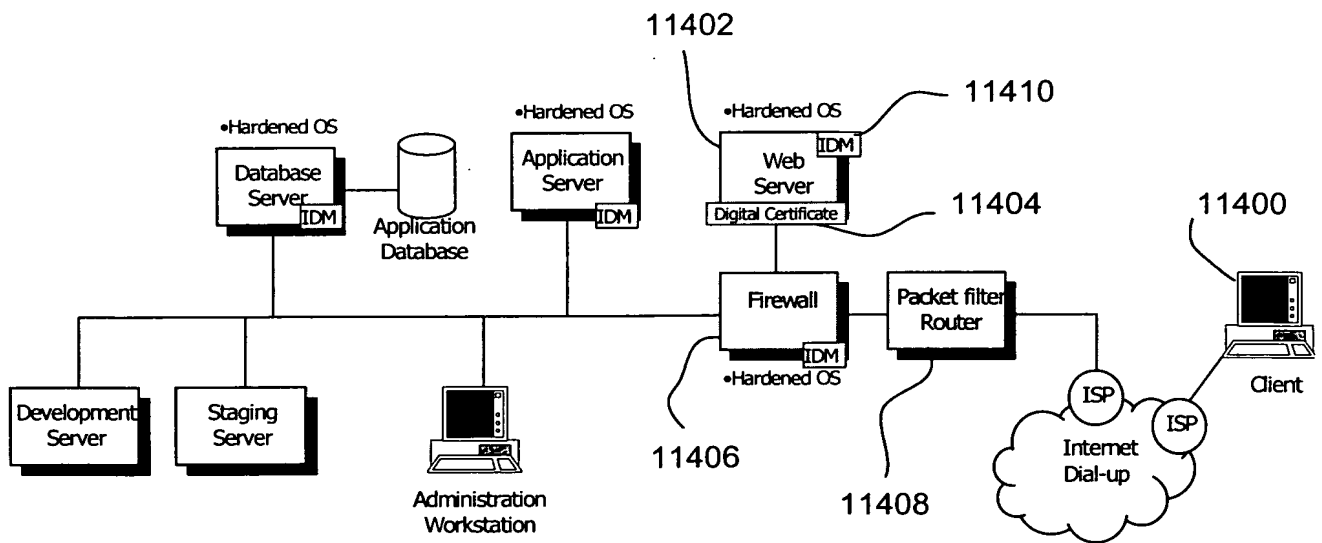 11402
•Hardened OS
11410
•Hardened OS
•Hardened OS
IDM
Web
Server
Digital Certificate
Application
Server
IDM
Database
Server
IDM
Application
Database
11404
11400
Firewall
IDM
•Hardened OS
Packet filter
Router
Client
ISP
ISP
Internet
Dial-up
Development
Server
Staging
Server
Administration
Workstation
11406
11408